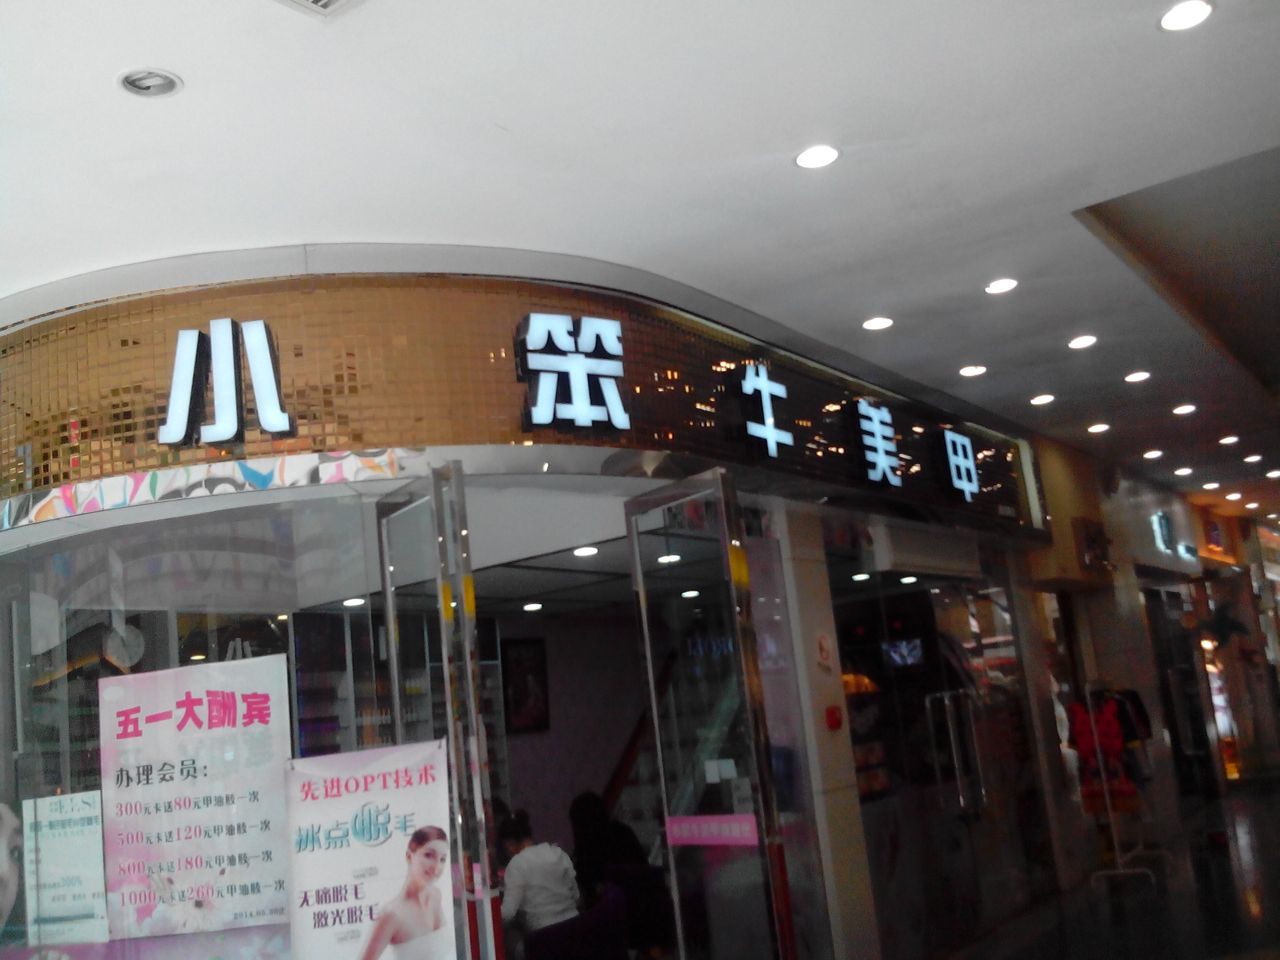 小笨牛美甲
五一大酬宾
办理会员：
300元卡送80元甲油胶一次
500元卡送120元甲油胶一次
800元卡送180元甲油胶一次
1000元卡送260元甲油胶一次
先进OPT技术
冰点脱毛
无痛脱毛
激光脱毛